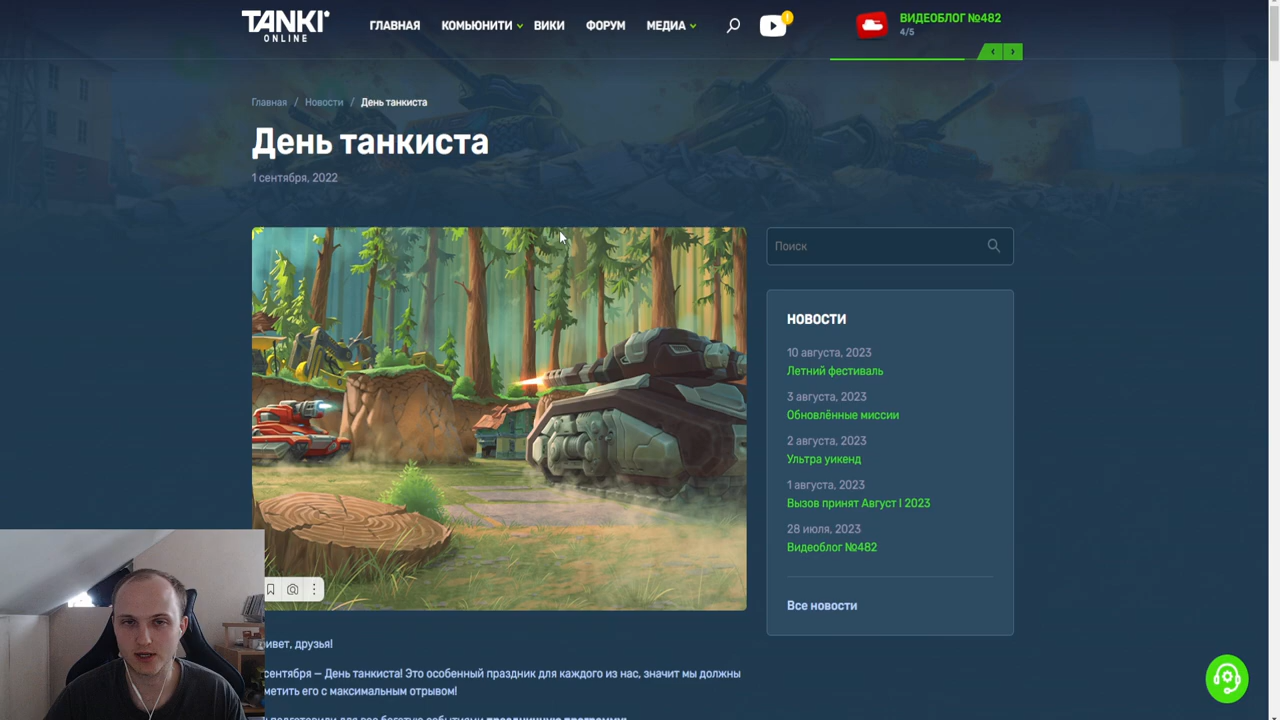 TANKI
ONLINE
ГЛАВНАЯ
КОМЬЮНИТИ
ВИКИ
ФОРУМ
МЕДИА
1
ВИДЕОБЛОГ №482
4/5
Главная / Новости / День танкиста
День танкиста
1 сентября, 2022
Поиск
НОВОСТИ
10 августа, 2023
Летний фестиваль
3 августа, 2023
Обновлённые миссии
2 августа, 2023
Ультра уикенд
1 августа, 2023
Вызов принят Август I 2023
28 июля, 2023
Видеоблог №482
Все новости
ивет, друзья!
сентября — День танкиста! Это особенный праздник для каждого из нас, значит мы должны
метить его с максимальным отрывом!